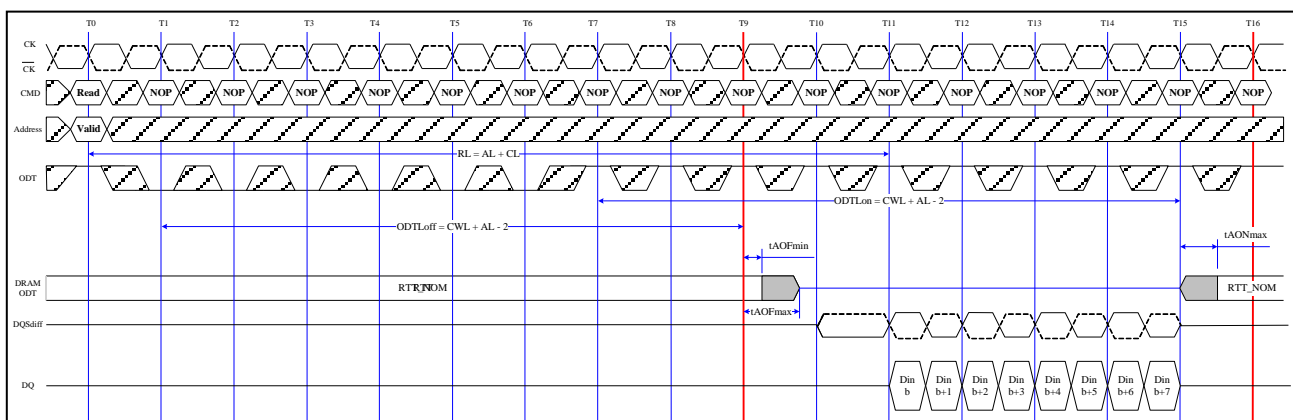 T0 T1 T2 T3 T4 T5 T6 T7 T8 T9 T10 T11 T12 T13 T14 T15 T16
CK
CK
CMD Read NOP NOP NOP NOP NOP NOP NOP NOP NOP NOP NOP NOP NOP NOP NOP NOP
Address Valid
RL = AL + CL
ODT
ODTLon = CWL + AL - 2
ODTLoff = CWL + AL - 2
tAOFmin
tAONmax
DRAM
ODT
RTT_NOM
RTT_NOM
tAOFmax
DQSdiff
DQ
Din b
Din b+1
Din b+2
Din b+3
Din b+4
Din b+5
Din b+6
Din b+7